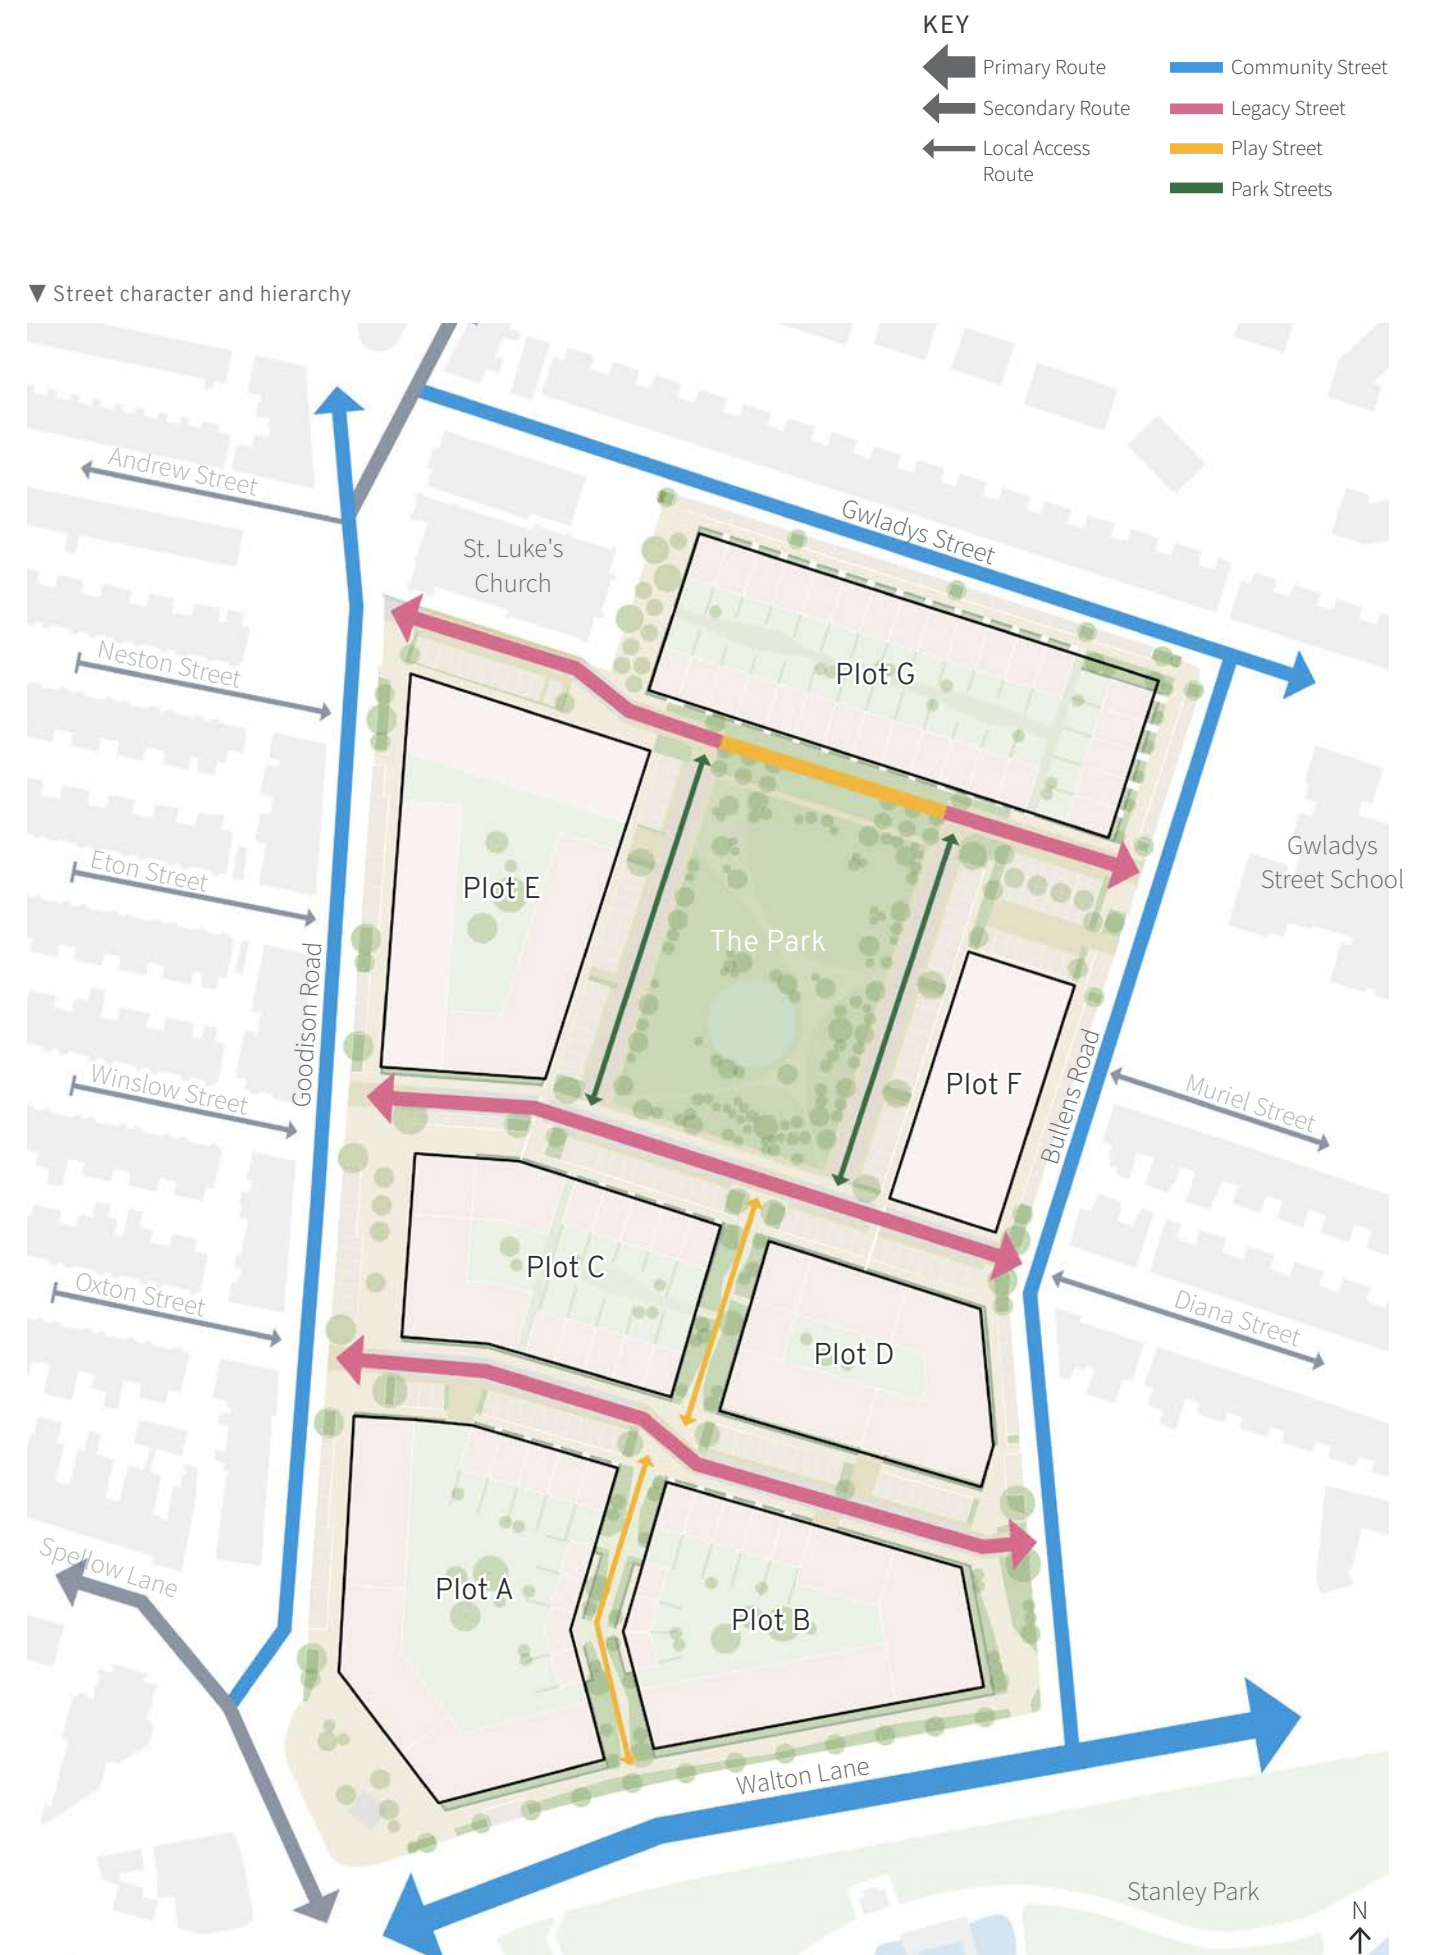 KEY
Primary Route
Secondary Route
Local Access
Route
Community Street
Legacy Street
Play Street
Park Streets
▼ Street character and hierarchy
Andrew Street
St. Luke's
Church
Gwladys Street
Neston Street
Plot G
Eton Street
Plot E
Gwladys
Street School
The Park
Goodison Road
Winslow Street
Plot F
Bullens Road
Muriel Street
Oxton Street
Plot C
Plot D
Diana Street
Spellow Lane
Plot A
Plot B
Walton Lane
Stanley Park
N